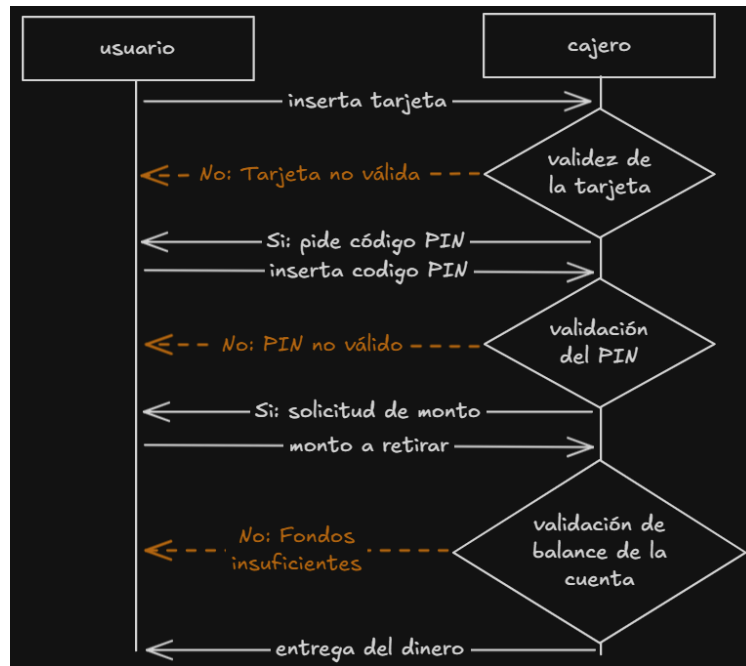 usuario
cajero
inserta tarjeta
validez de
la tarjeta
No: Tarjeta no válida
Si: pide código PIN
inserta codigo PIN
validación
del PIN
No: PIN no válido
Si: solicitud de monto
monto a retirar
validación de
balance de la
cuenta
No: Fondos
insuficientes
entrega del dinero